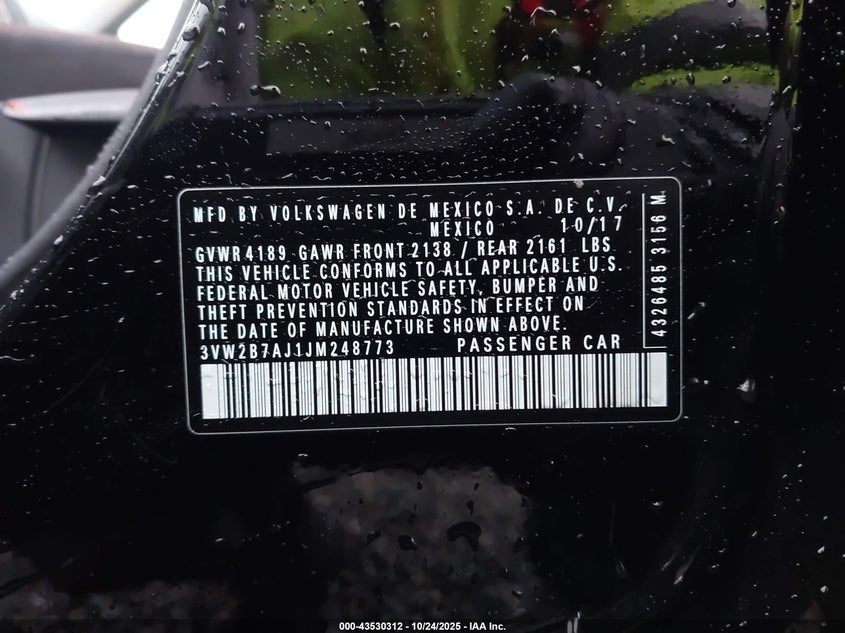 MFD BY VOLKSWAGEN DE MEXICO S.A. DE C.V.
MEXICO 10/17
GVWR 4189 GAWR FRONT 2138 / REAR 2161 LBS
THIS VEHICLE CONFORMS TO ALL APPLICABLE U.S.
FEDERAL MOTOR VEHICLE SAFETY, BUMPER AND
THEFT PREVENTION STANDARDS IN EFFECT ON
THE DATE OF MANUFACTURE SHOWN ABOVE.
3VW2B7AJ1JM248773 PASSENGER CAR
4326485 3156 M
000-43530312 - 10/24/2025 - IAA Inc.